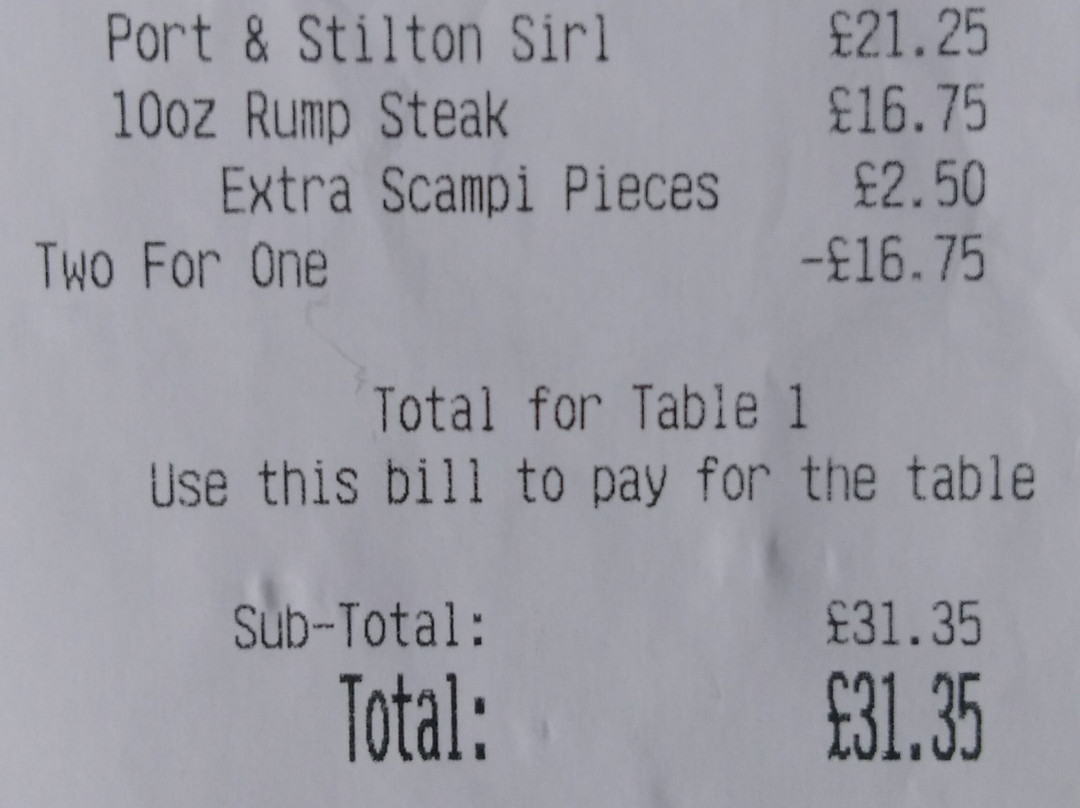 Port & Stilton Sirl £21.25
10oz Rump Steak £16.75
Extra Scampi Pieces £2.50
Two For One -£16.75
Total for Table 1
Use this bill to pay for the table
Sub-Total: £31.35
Total: £31.35